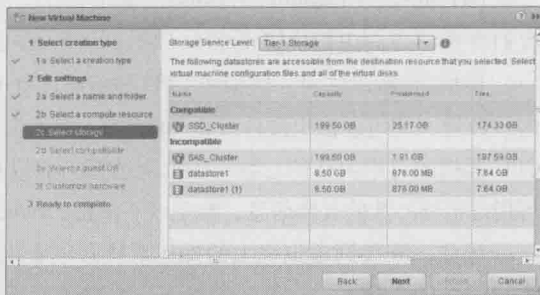 New Virtual Machine
1 Select creation type
1a Select a creation type
2 Edit settings
2a Select a name and folder
2b Select a compute resource
2c Select storage
2d Select compatibility
2e Select a guest OS
2f Customize hardware
3 Ready to complete
Storage Service Level: Tier-1 Storage
The following datastores are accessible from the destination resource that you selected. Select
virtual machine configuration files and all of the virtual disks.
Name Capacity Provisioned Free
Compatible
SSD_Cluster 199.50 GB 25.17 GB 174.33 GB
Incompatible
SAS_Cluster 199.50 GB 1.91 GB 197.59 GB
datastore1 8.50 GB 878.00 MB 7.64 GB
datastore1 (1) 8.50 GB 878.00 MB 7.64 GB
Back Next Finish Cancel